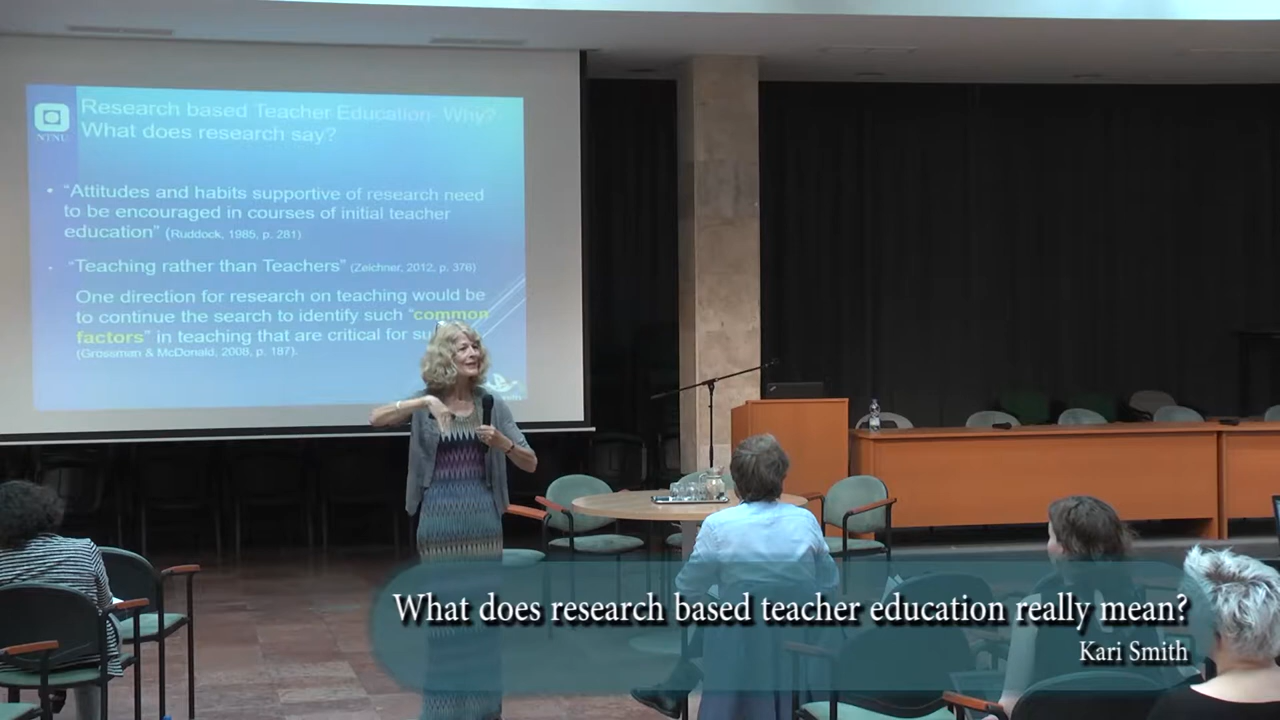 Research based Teacher Education- Why?
What does research say?
NTNU
• "Attitudes and habits supportive of research need
to be encouraged in courses of initial teacher
education" (Ruddock, 1985, p. 281)
• "Teaching rather than Teachers" (Zeichner, 2012, p. 376)
One direction for research on teaching would be
to continue the search to identify such "common
factors" in teaching that are critical for
(Grossman & McDonald, 2008, p. 187).
What does research based teacher education really mean?
Kari Smith